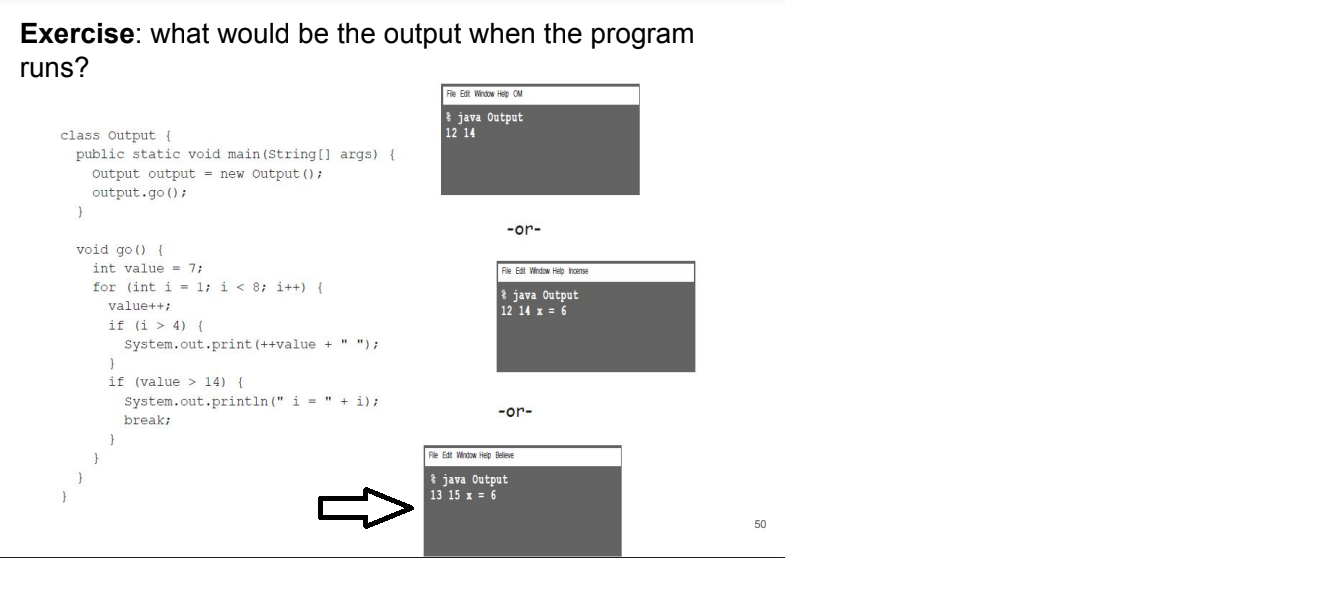 Exercise: what would be the output when the program
runs?
class Output {
public static void main(String[] args) {
Output output = new Output();
output.go();
}
void go() {
int value = 7;
for (int i = 1; i < 8; i++) {
value++;
if (i > 4) {
System.out.print(++value + " ");
}
if (value > 14) {
System.out.println(" i = " + i);
break;
}
}
}
}
File Edit Window Help OM
% java Output
12 14
-or-
File Edit Window Help Incense
% java Output
12 14 x = 6
-or-
File Edit Window Help Believe
% java Output
13 15 x = 6
50